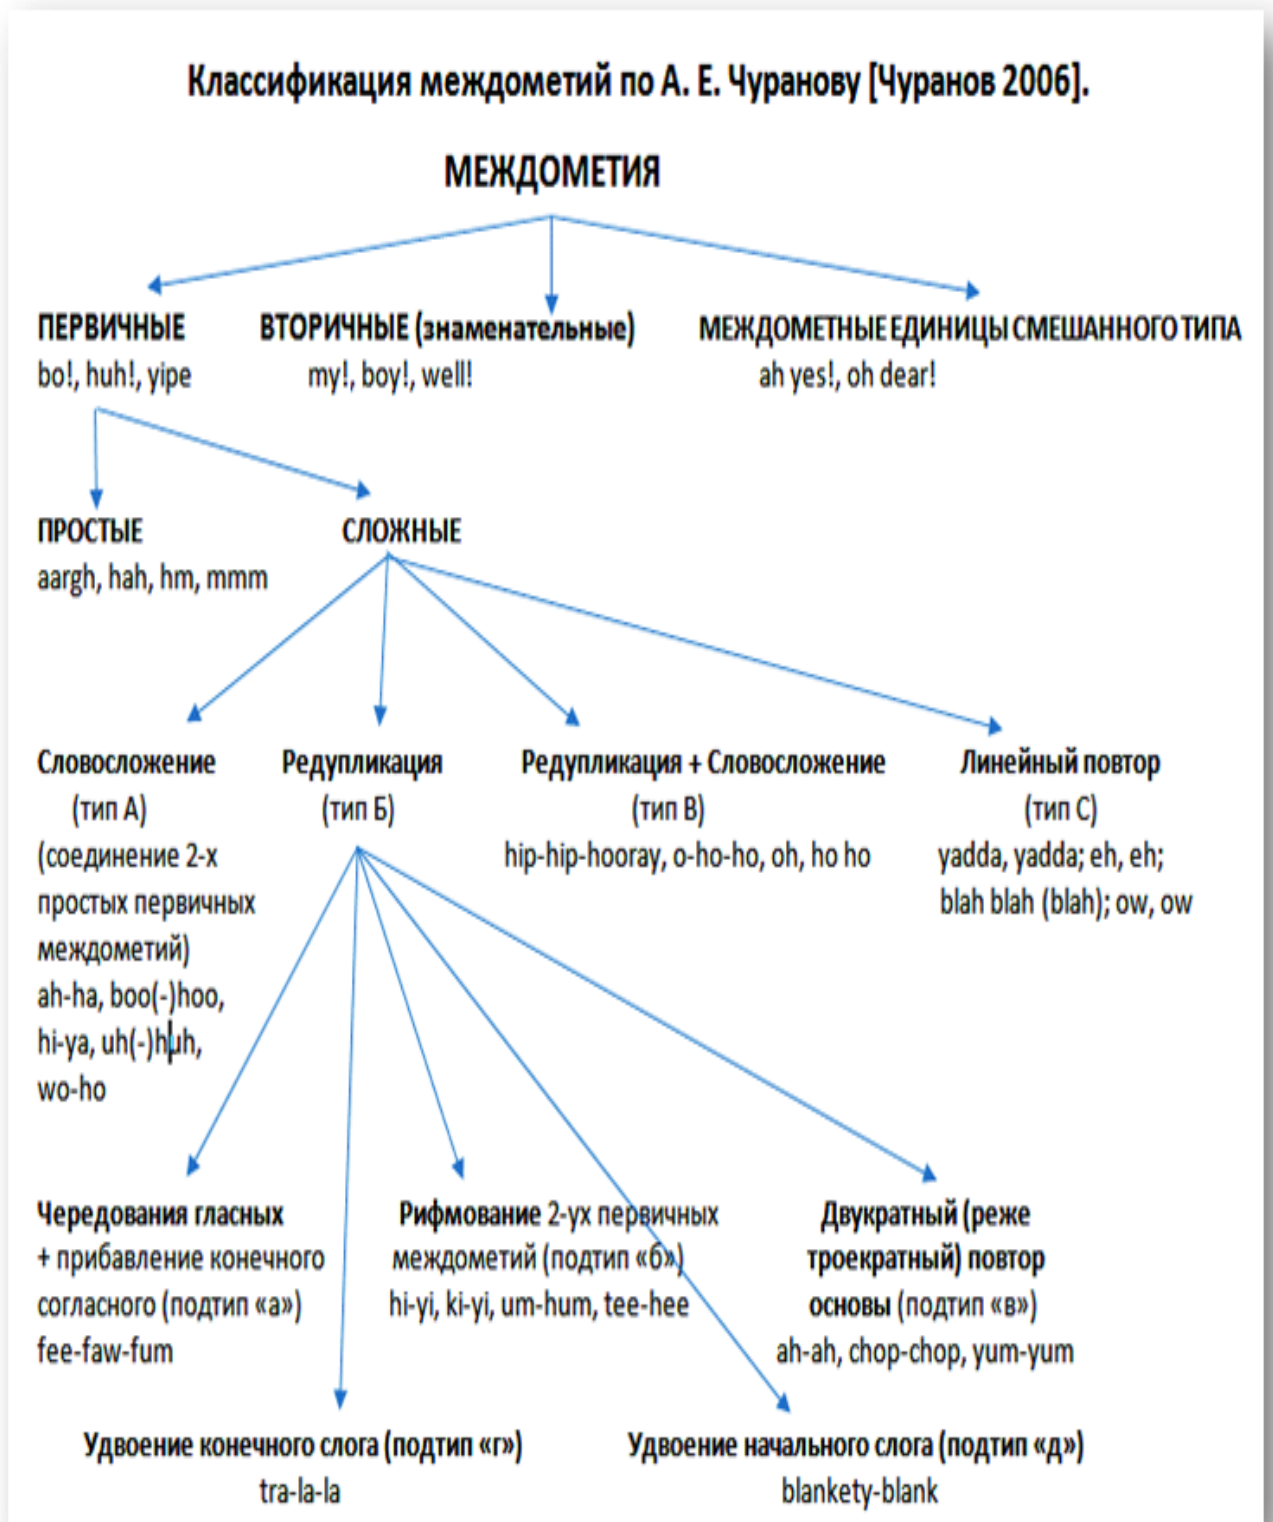 Классификация междометий по А. Е. Чуранову [Чуранов 2006].
МЕЖДОМЕТИЯ
ПЕРВИЧНЫЕ
bo!, huh!, yipe
ВТОРИЧНЫЕ (знаменательные)
my!, boy!, well!
МЕЖДОМЕТНЫЕ ЕДИНИЦЫ СМЕШАННОГО ТИПА
ah yes!, oh dear!
ПРОСТЫЕ
aargh, hah, hm, mmm
СЛОЖНЫЕ
Словосложение
(тип А)
(соединение 2-х
простых первичных
междометий)
ah-ha, boo(-)hoo,
hi-ya, uh(-)huh,
wo-ho
Редупликация
(тип Б)
Редупликация + Словосложение
(тип В)
hip-hip-hooray, o-ho-ho, oh, ho ho
Линейный повтор
(тип С)
yadda, yadda; eh, eh;
blah blah (blah); ow, ow
Чередования гласных
+ прибавление конечного
согласного (подтип «а»)
fee-faw-fum
Рифмование 2-ух первичных
междометий (подтип «б»)
hi-yi, ki-yi, um-hum, tee-hee
Двукратный (реже
троекратный) повтор
основы (подтип «в»)
ah-ah, chop-chop, yum-yum
Удвоение конечного слога (подтип «г»)
tra-la-la
Удвоение начального слога (подтип «д»)
blankety-blank